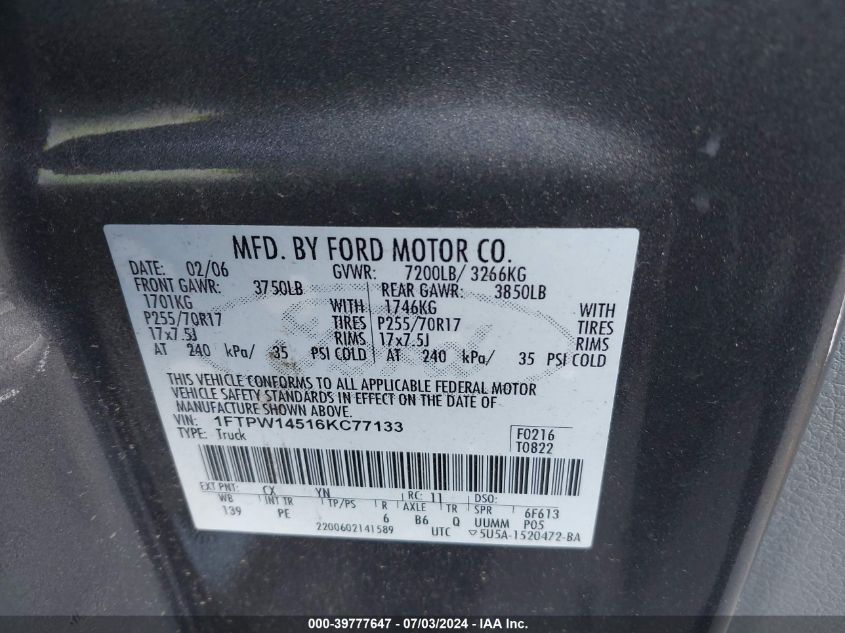 MFD. BY FORD MOTOR CO.
DATE: 02/06 GVWR: 7200LB/ 3266KG
FRONT GAWR: 3750LB REAR GAWR: 3850LB
1701KG WITH 1746KG WITH
P255/70R17 TIRES P255/70R17 TIRES
17x7.5J RIMS 17x7.5J RIMS
AT 240 kPa/ 35 PSI COLD AT 240 kPa/ 35 PSI COLD
THIS VEHICLE CONFORMS TO ALL APPLICABLE FEDERAL MOTOR
VEHICLE SAFETY STANDARDS IN EFFECT ON THE DATE OF
MANUFACTURE SHOWN ABOVE.
VIN: 1FTPW14516KC77133 F0216
TYPE: Truck T0822
EXT PNT: CX YN RC: 11 DSO:
WB INT TR TP/PS R AXLE TR SPR 6F613
139 PE 6 B6 Q UUMM P05
2200602141589 UTC 5U5A-1520472-BA
000-39777647 / 07/03/2024 / IAA Inc.